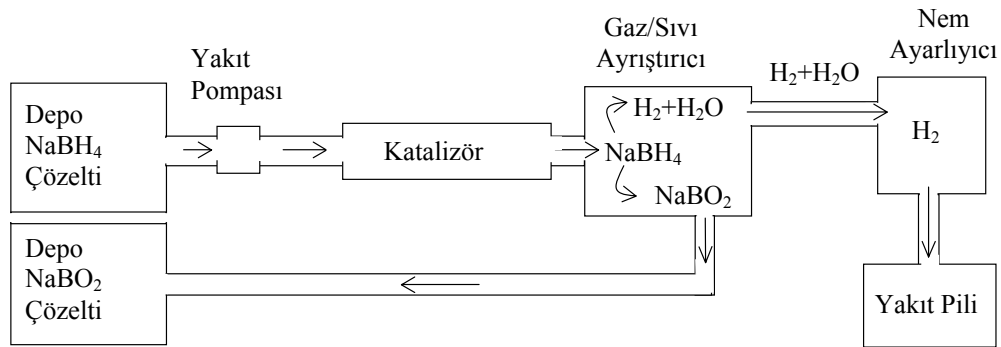 Depo
NaBH₄
Çözelti
Yakıt
Pompası
Katalizör
Gaz/Sıvı
Ayrıştırıcı
H₂+H₂O
NaBH₄
NaBO₂
H₂+H₂O
Nem
Ayarlıyıcı
H₂
Depo
NaBO₂
Çözelti
Yakıt Pili